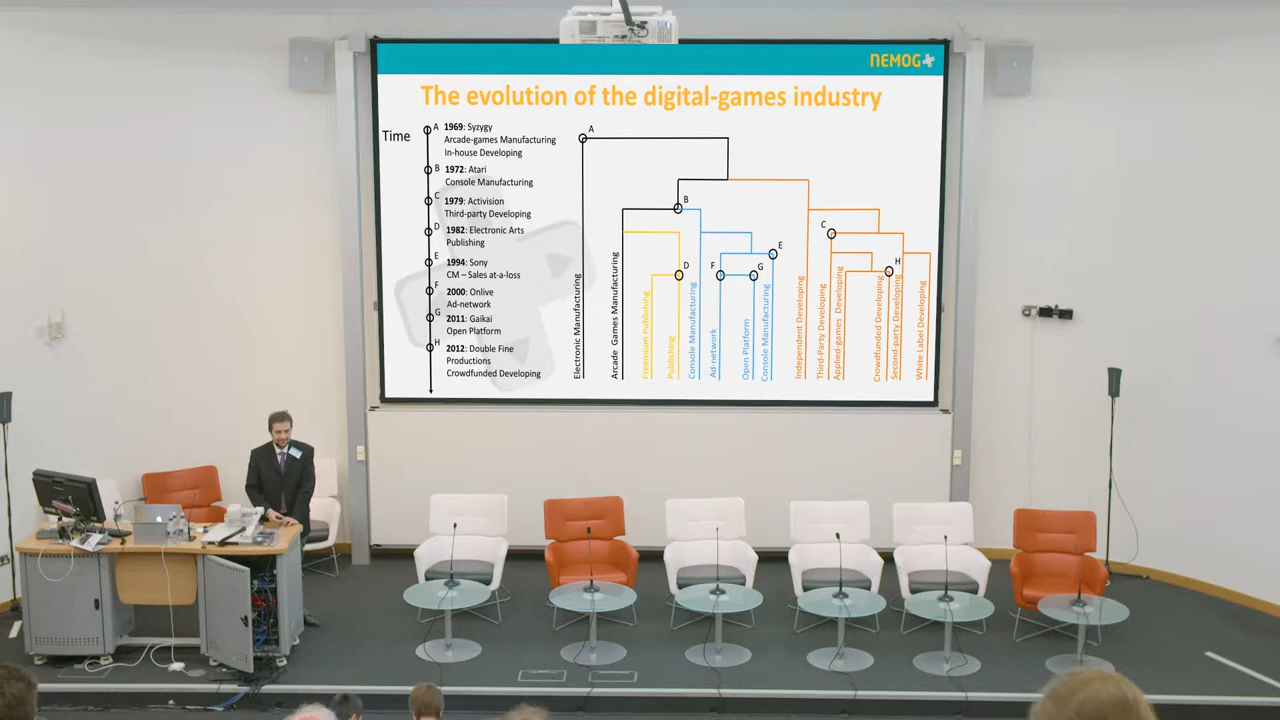 NEMOG
The evolution of the digital-games industry
Time
A
1969: Syzygy
Arcade-games Manufacturing
In-house Developing
B
1972: Atari
Console Manufacturing
C
1979: Activision
Third-party Developing
D
1982: Electronic Arts
Publishing
E
1994: Sony
CM – Sales at-a-loss
F
2000: Onlive
Ad-network
G
2011: Gaikai
Open Platform
H
2012: Double Fine
Productions
Crowdfunded Developing
A
B
C
D
E
F
G
H
Electronic Manufacturing
Arcade Games Manufacturing
Freemium Publishing
Publishing
Console Manufacturing
Ad-network
Open Platform
Console Manufacturing
Independent Developing
Third-Party Developing
Applied-games Developing
Crowdfunded Developing
Second-party Developing
White Label Developing